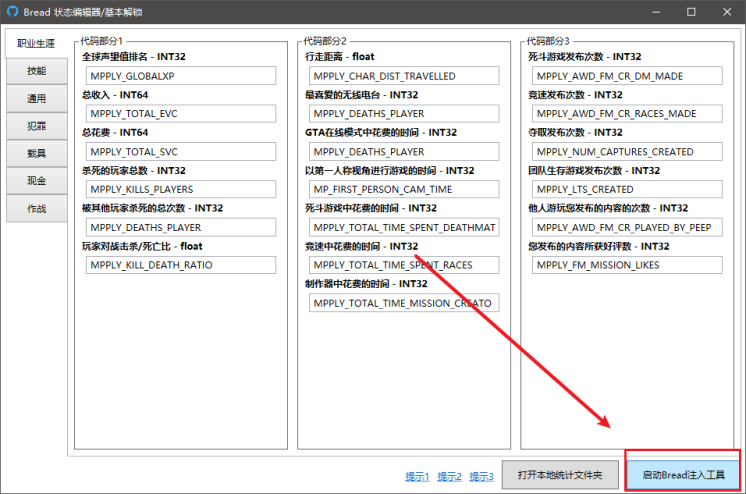 Bread 状态编辑器/基本解锁
职业生涯
技能
通用
犯罪
载具
现金
作战
代码部分1
全球声望值排名 - INT32
MPPLY_GLOBALXP
总收入 - INT64
MPPLY_TOTAL_EVC
总花费 - INT64
MPPLY_TOTAL_SVC
杀死的玩家总数 - INT32
MPPLY_KILLS_PLAYERS
被其他玩家杀死的总次数 - INT32
MPPLY_DEATHS_PLAYER
玩家对战击杀/死亡比 - float
MPPLY_KILL_DEATH_RATIO
代码部分2
行走距离 - float
MPPLY_CHAR_DIST_TRAVELLED
最喜爱的无线电台 - INT32
MPPLY_DEATHS_PLAYER
GTA在线模式中花费的时间 - INT32
MPPLY_DEATHS_PLAYER
以第一人称视角进行游戏的时间 - INT32
MP_FIRST_PERSON_CAM_TIME
死斗游戏中花费的时间 - INT32
MPPLY_TOTAL_TIME_SPENT_DEATHMAT
竞速中花费的时间 - INT32
MPPLY_TOTAL_TIME_SPENT_RACES
制作器中花费的时间 - INT32
MPPLY_TOTAL_TIME_MISSION_CREATO
代码部分3
死斗游戏发布次数 - INT32
MPPLY_AWD_FM_CR_DM_MADE
竞速发布次数 - INT32
MPPLY_AWD_FM_CR_RACES_MADE
夺取发布次数 - INT32
MPPLY_NUM_CAPTURES_CREATED
团队生存游戏发布次数 - INT32
MPPLY_LTS_CREATED
他人游玩您发布的内容的次数 - INT32
MPPLY_AWD_FM_CR_PLAYED_BY_PEEP
您发布的内容所获好评数 - INT32
MPPLY_FM_MISSION_LIKES
提示1 提示2 提示3
打开本地统计文件夹
启动Bread注入工具